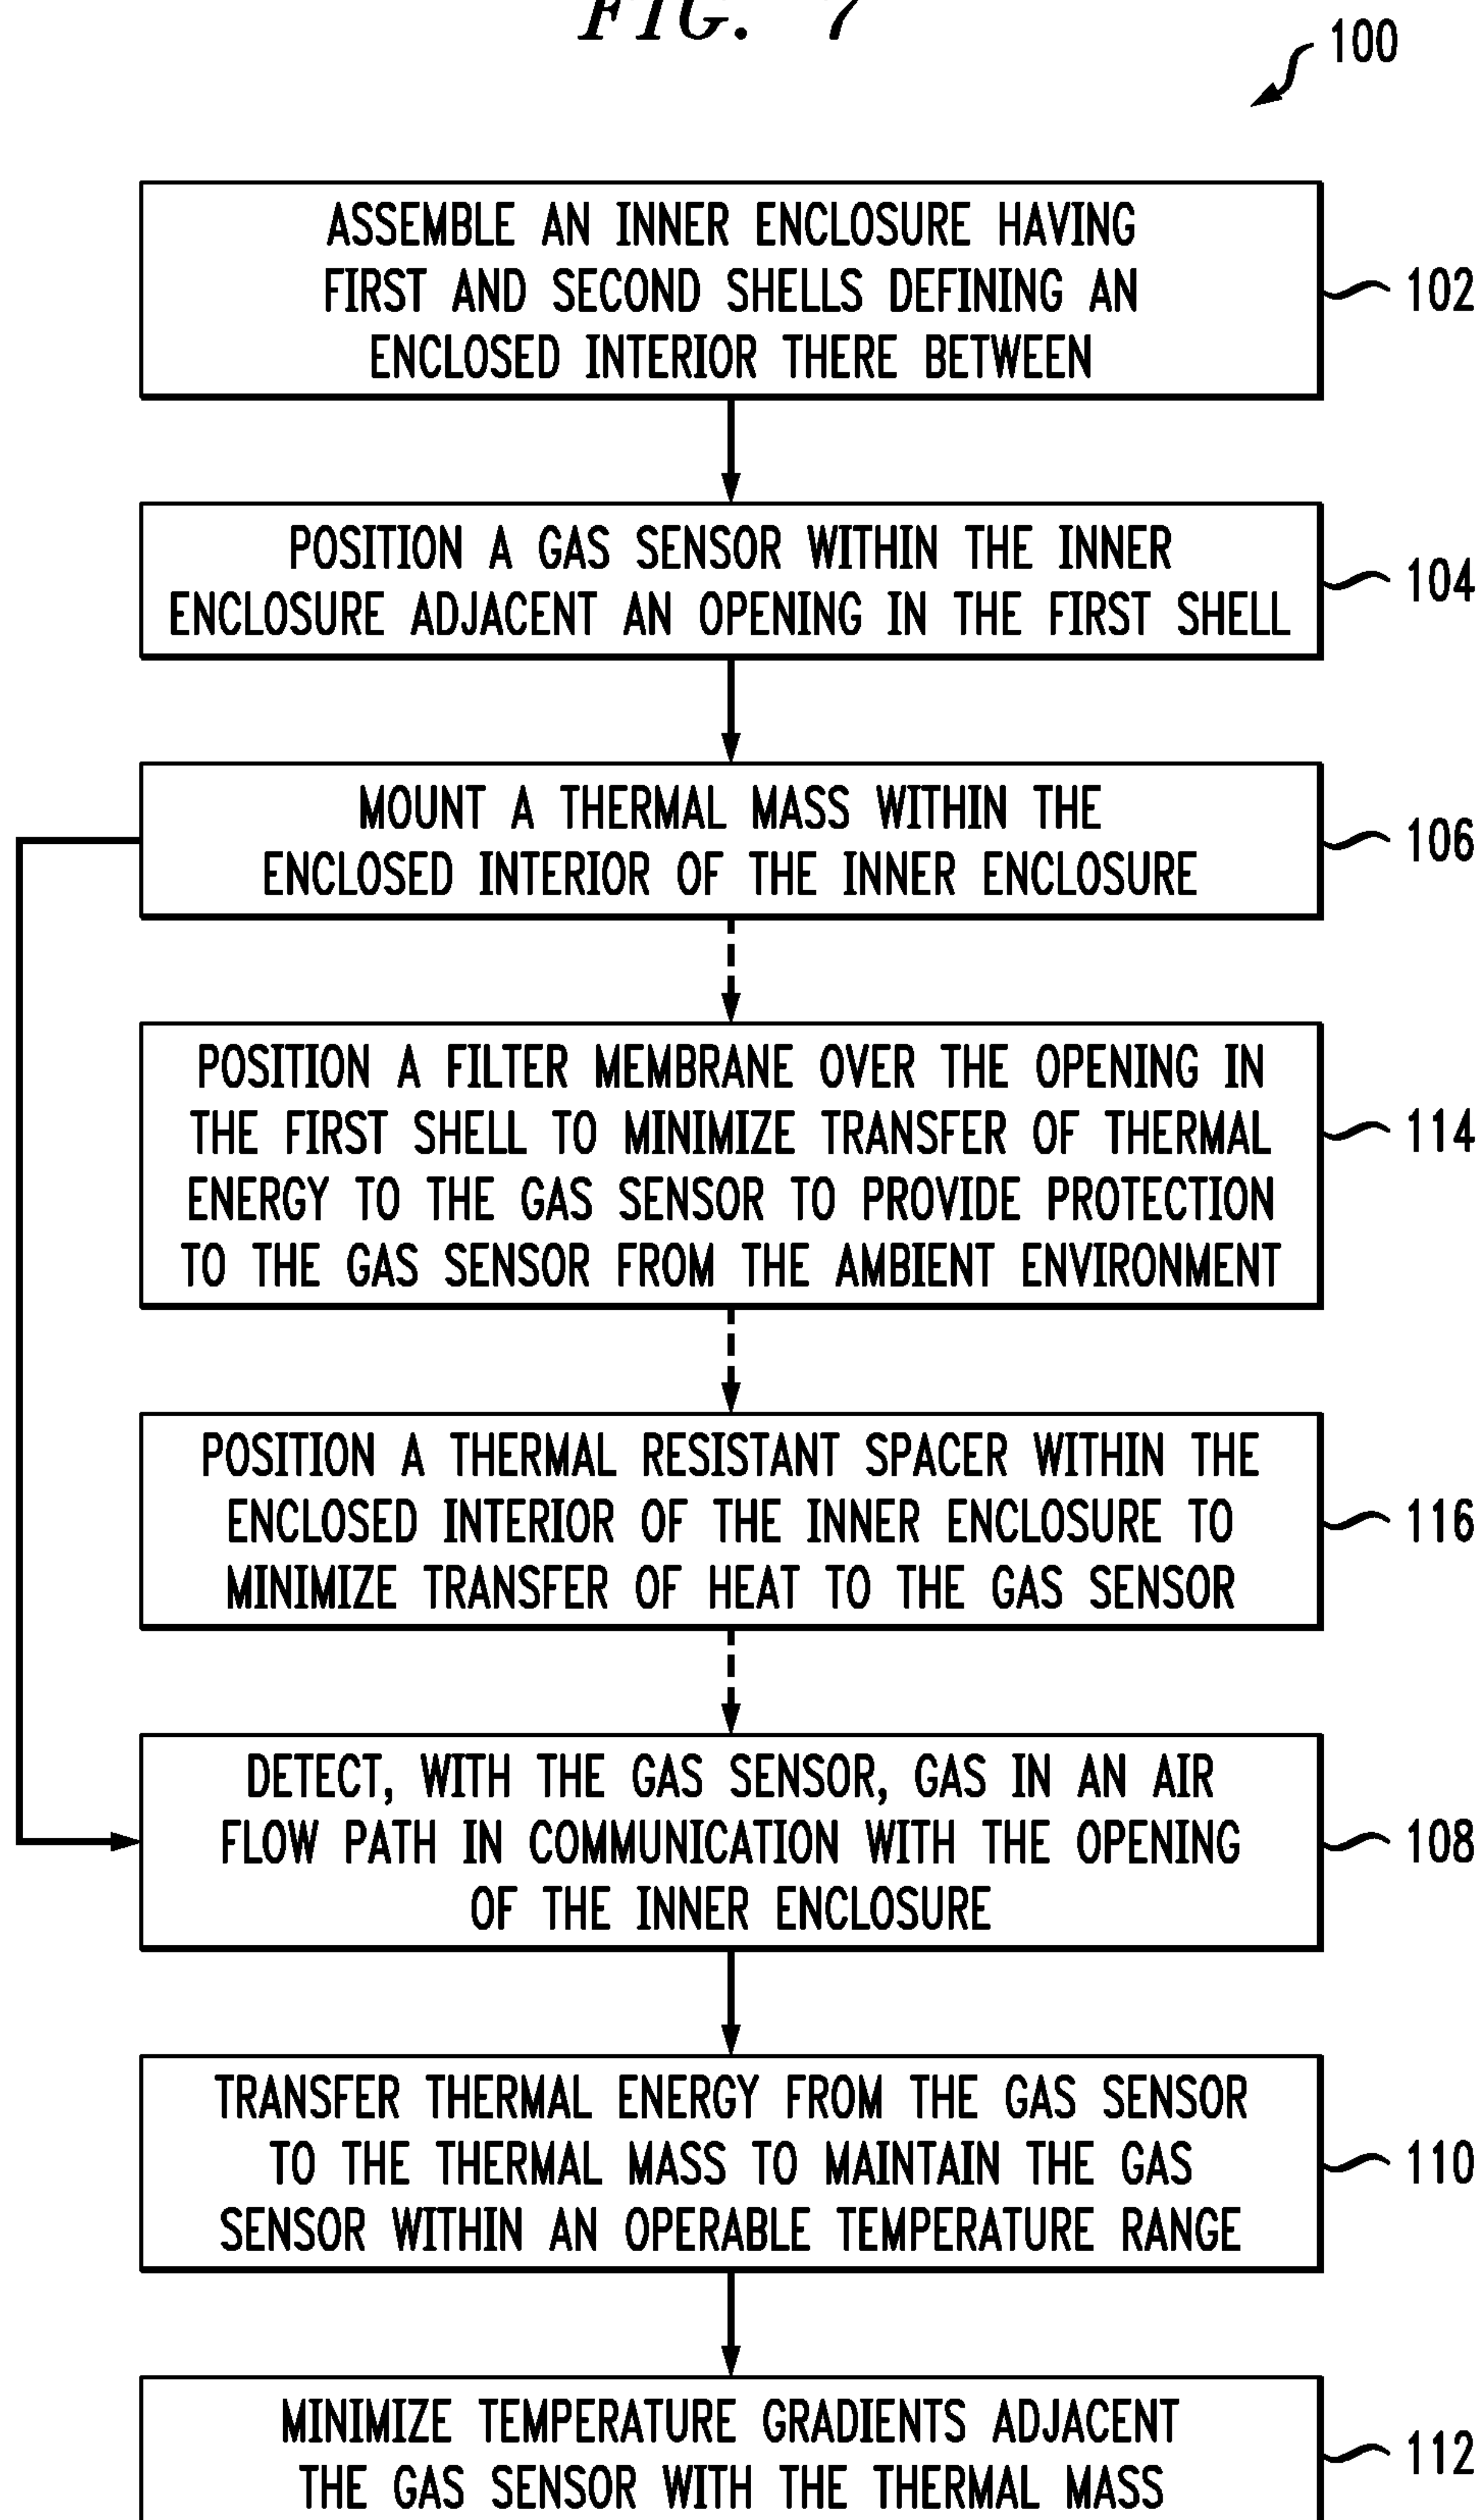 FIG. 7
100
ASSEMBLE AN INNER ENCLOSURE HAVING
FIRST AND SECOND SHELLS DEFINING AN
ENCLOSED INTERIOR THERE BETWEEN
102
POSITION A GAS SENSOR WITHIN THE INNER
ENCLOSURE ADJACENT AN OPENING IN THE FIRST SHELL
104
MOUNT A THERMAL MASS WITHIN THE
ENCLOSED INTERIOR OF THE INNER ENCLOSURE
106
POSITION A FILTER MEMBRANE OVER THE OPENING IN
THE FIRST SHELL TO MINIMIZE TRANSFER OF THERMAL
ENERGY TO THE GAS SENSOR TO PROVIDE PROTECTION
TO THE GAS SENSOR FROM THE AMBIENT ENVIRONMENT
114
POSITION A THERMAL RESISTANT SPACER WITHIN THE
ENCLOSED INTERIOR OF THE INNER ENCLOSURE TO
MINIMIZE TRANSFER OF HEAT TO THE GAS SENSOR
116
DETECT, WITH THE GAS SENSOR, GAS IN AN AIR
FLOW PATH IN COMMUNICATION WITH THE OPENING
OF THE INNER ENCLOSURE
108
TRANSFER THERMAL ENERGY FROM THE GAS SENSOR
TO THE THERMAL MASS TO MAINTAIN THE GAS
SENSOR WITHIN AN OPERABLE TEMPERATURE RANGE
110
MINIMIZE TEMPERATURE GRADIENTS ADJACENT
THE GAS SENSOR WITH THE THERMAL MASS
112